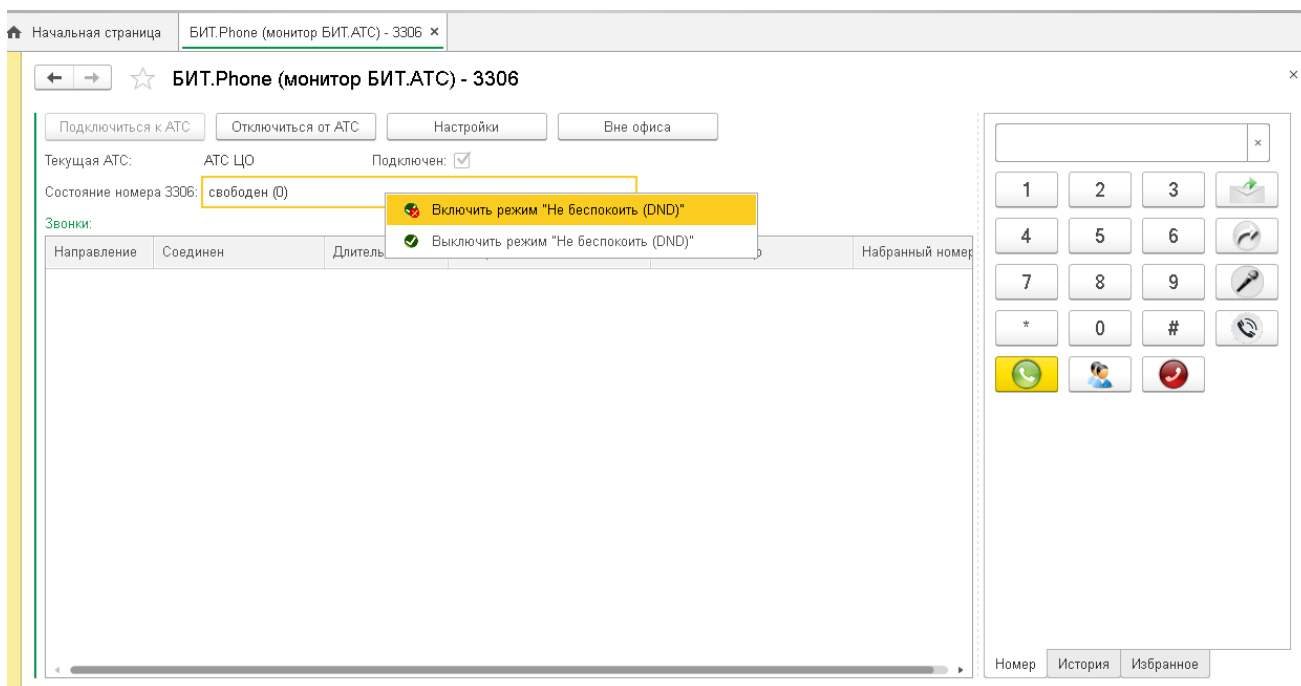 Начальная страница
БИТ.Phone (монитор БИТ.АТС) - 3306 ×
БИТ.Phone (монитор БИТ.АТС) - 3306
Подключиться к АТС
Отключиться от АТС
Настройки
Вне офиса
Текущая АТС: АТС ЦО Подключен:
Состояние номера 3306: свободен (0)
Включить режим "Не беспокоить (DND)"
Выключить режим "Не беспокоить (DND)"
Звонки:
Направление Соединен Длитель Набранный номер
1 2 3
4 5 6
7 8 9
* 0 #
Номер История Избранное